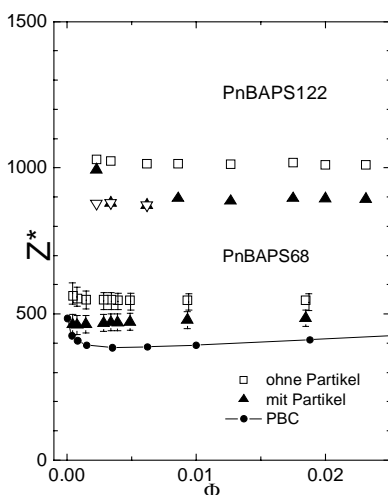 1500
PnBAPS122
1000
Z*
PnBAPS68
500
ohne Partikel
mit Partikel
PBC
0
0.00
0.01
0.02
Φ